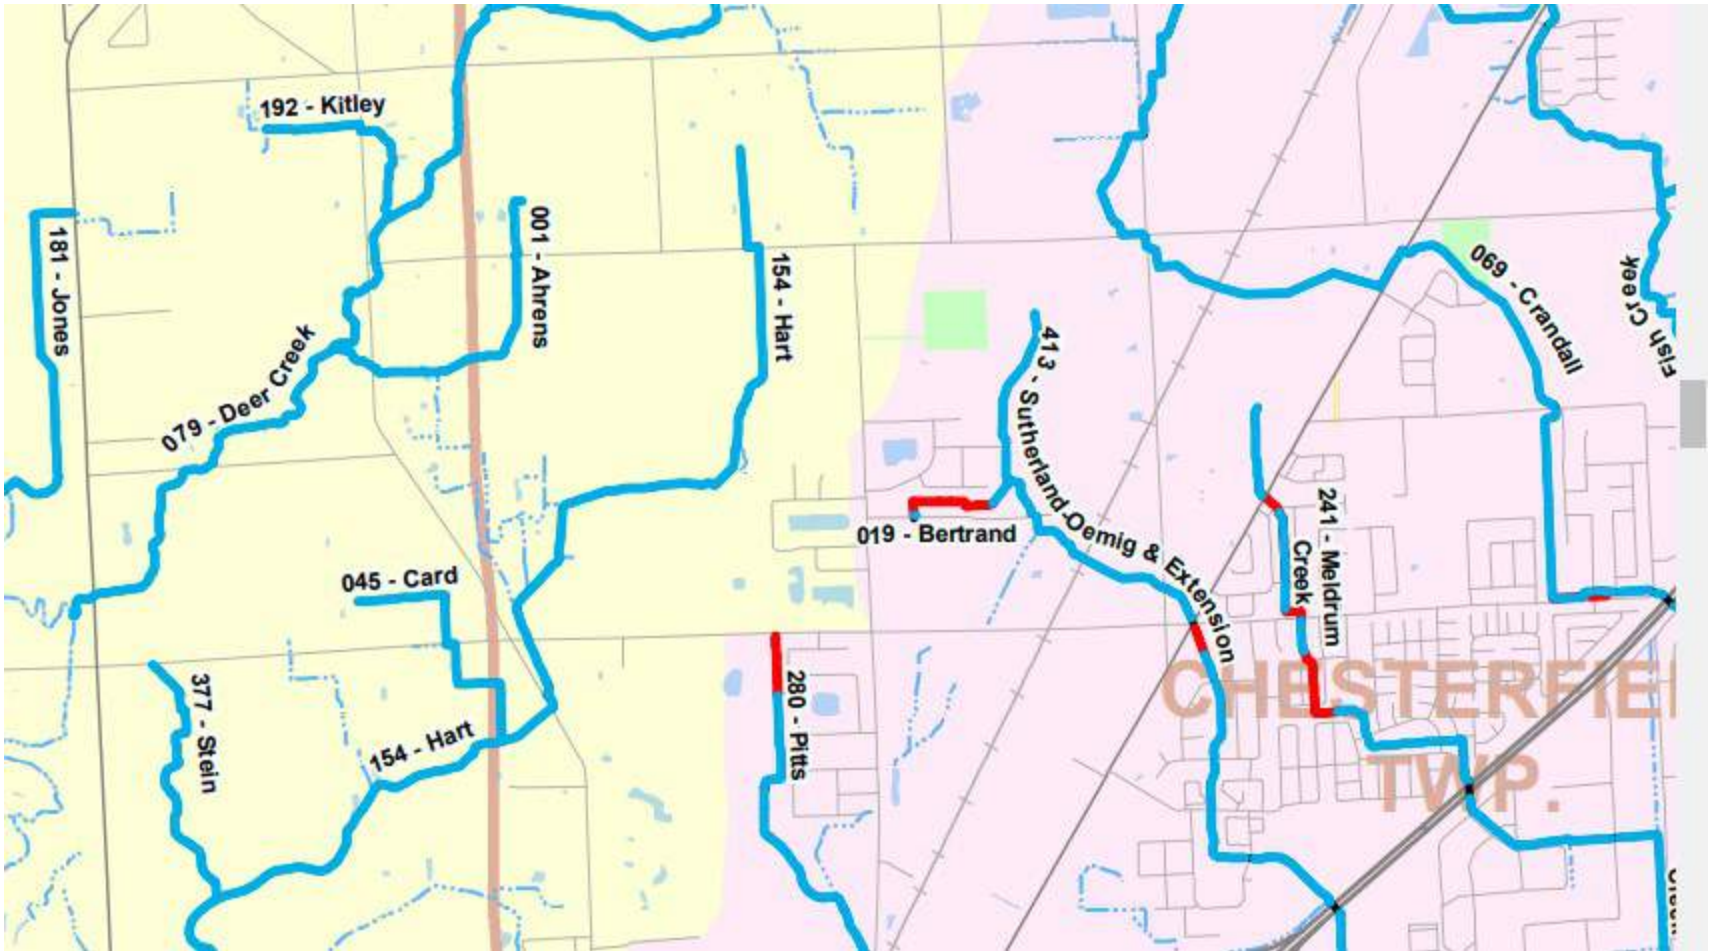 192 - Kitley
181 - Jones
001 - Ahrens
154 - Hart
079 - Deer Creek
069 - Crandall
Fish Creek
413 - Sutherland-Oemig & Extension
019 - Bertrand
241 - Meldrum
Creek
045 - Card
377 - Stein
154 - Hart
280 - Pitts
CHESTERFIEL
TWP.